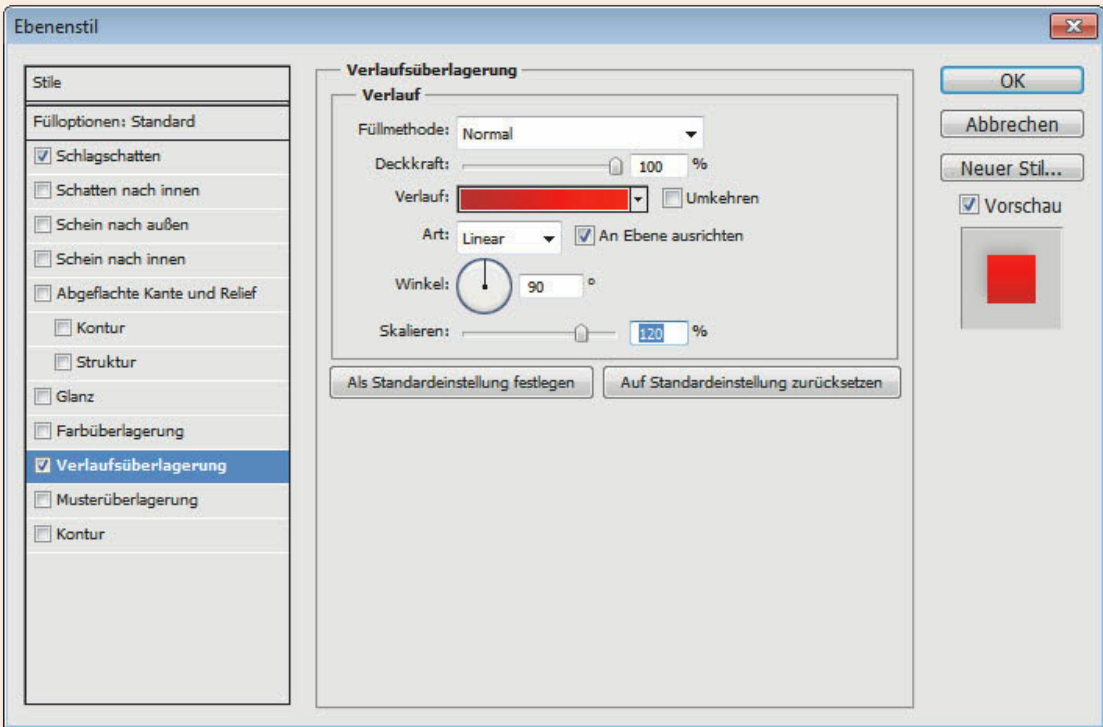 Ebenenstil
Stile
Fülloptionen: Standard
Schlagschatten
Schatten nach innen
Schein nach außen
Schein nach innen
Abgeflachte Kante und Relief
Kontur
Struktur
Glanz
Farbüberlagerung
Verlaufsüberlagerung
Musterüberlagerung
Kontur
Verlaufsüberlagerung
Verlauf
Füllmethode: Normal
Deckkraft: 100 %
Verlauf: Umkehren
Art: Linear An Ebene ausrichten
Winkel: 90 °
Skalieren: 120 %
Als Standardeinstellung festlegen Auf Standardeinstellung zurücksetzen
OK
Abbrechen
Neuer Stil...
Vorschau